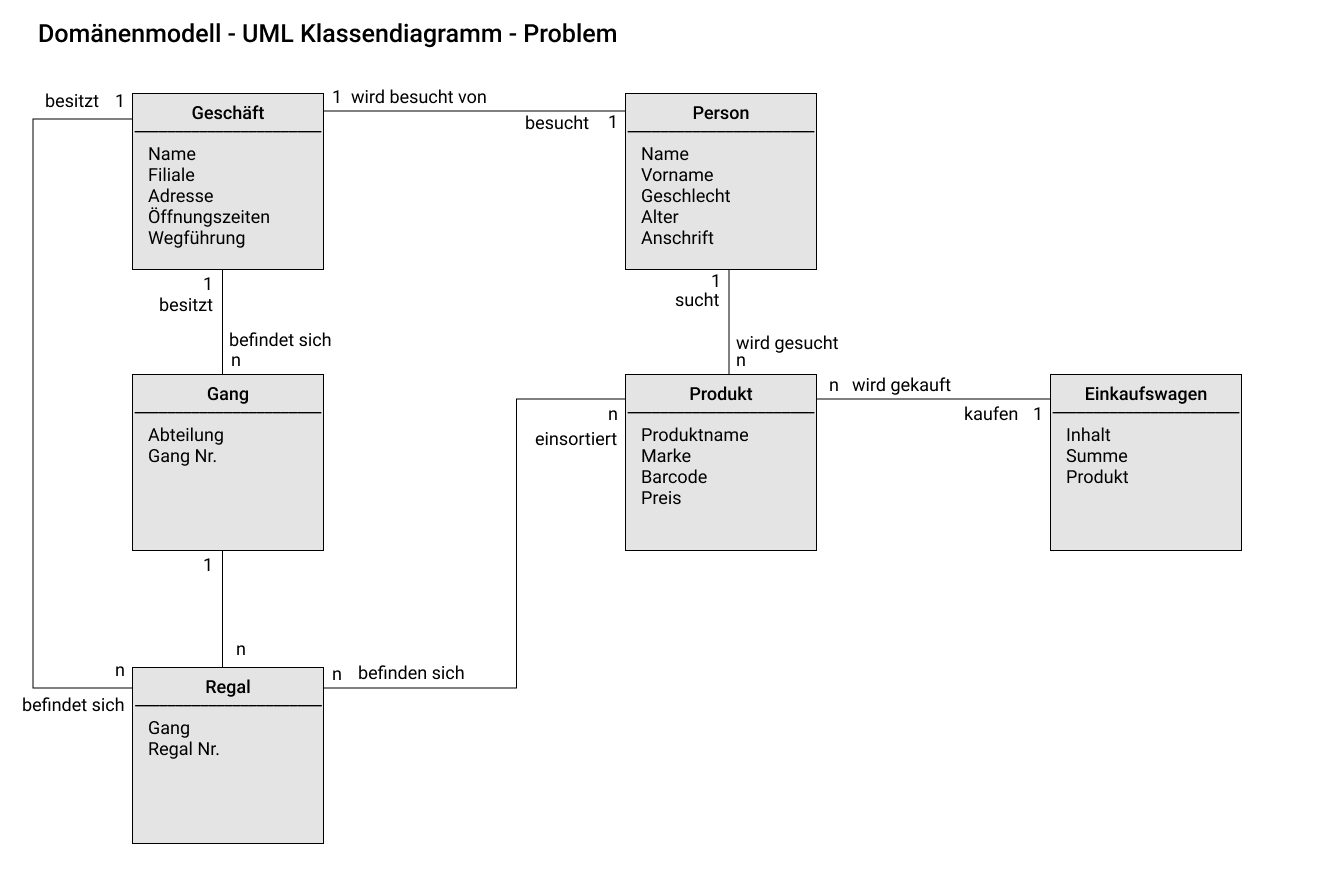 Domänenmodell - UML Klassendiagramm - Problem
besitzt 1
Geschäft
Name
Filiale
Adresse
Öffnungszeiten
Wegführung
1 wird besucht von
besucht 1
Person
Name
Vorname
Geschlecht
Alter
Anschrift
1
besitzt
befindet sich
n
1
sucht
wird gesucht
n
Gang
Abteilung
Gang Nr.
n
einsortiert
Produkt
Produktname
Marke
Barcode
Preis
n wird gekauft
kaufen 1
Einkaufswagen
Inhalt
Summe
Produkt
1
n
n
befindet sich
Regal
Gang
Regal Nr.
n befinden sich